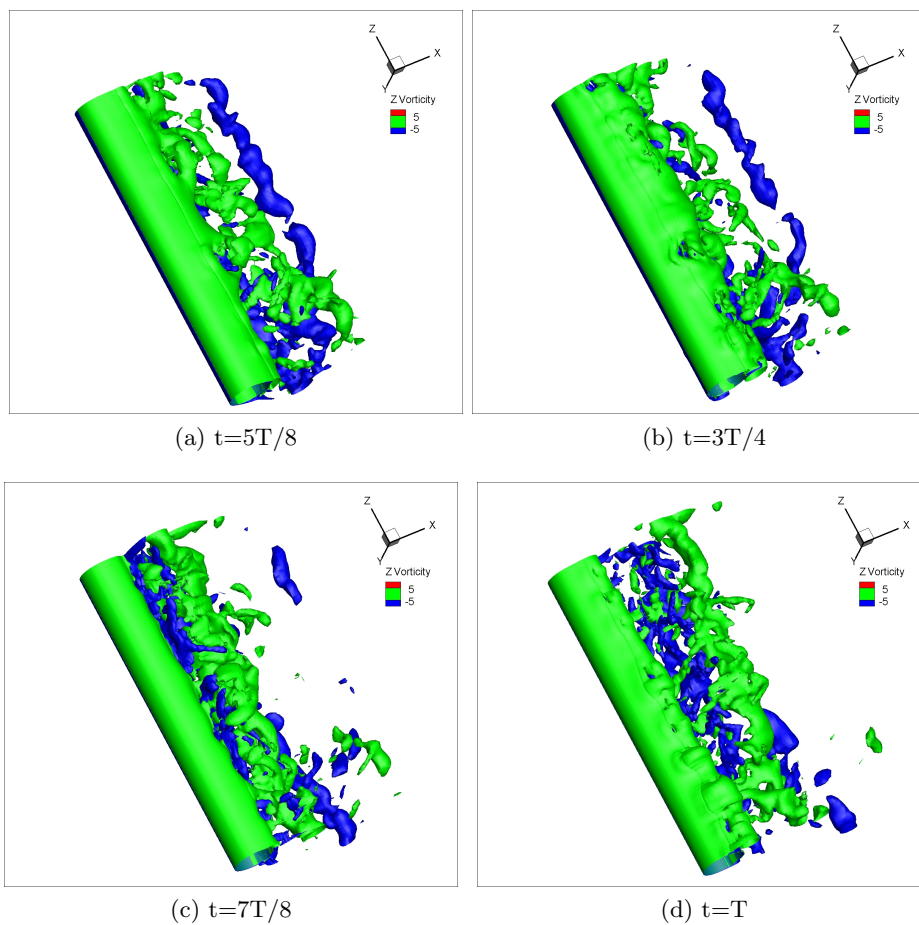 Z
X
Y
Z Vorticity
5
-5
Z
X
Y
Z Vorticity
5
-5
(a) t=5T/8
(b) t=3T/4
Z
X
Y
Z Vorticity
5
-5
Z
X
Y
Z Vorticity
5
-5
(c) t=7T/8
(d) t=T